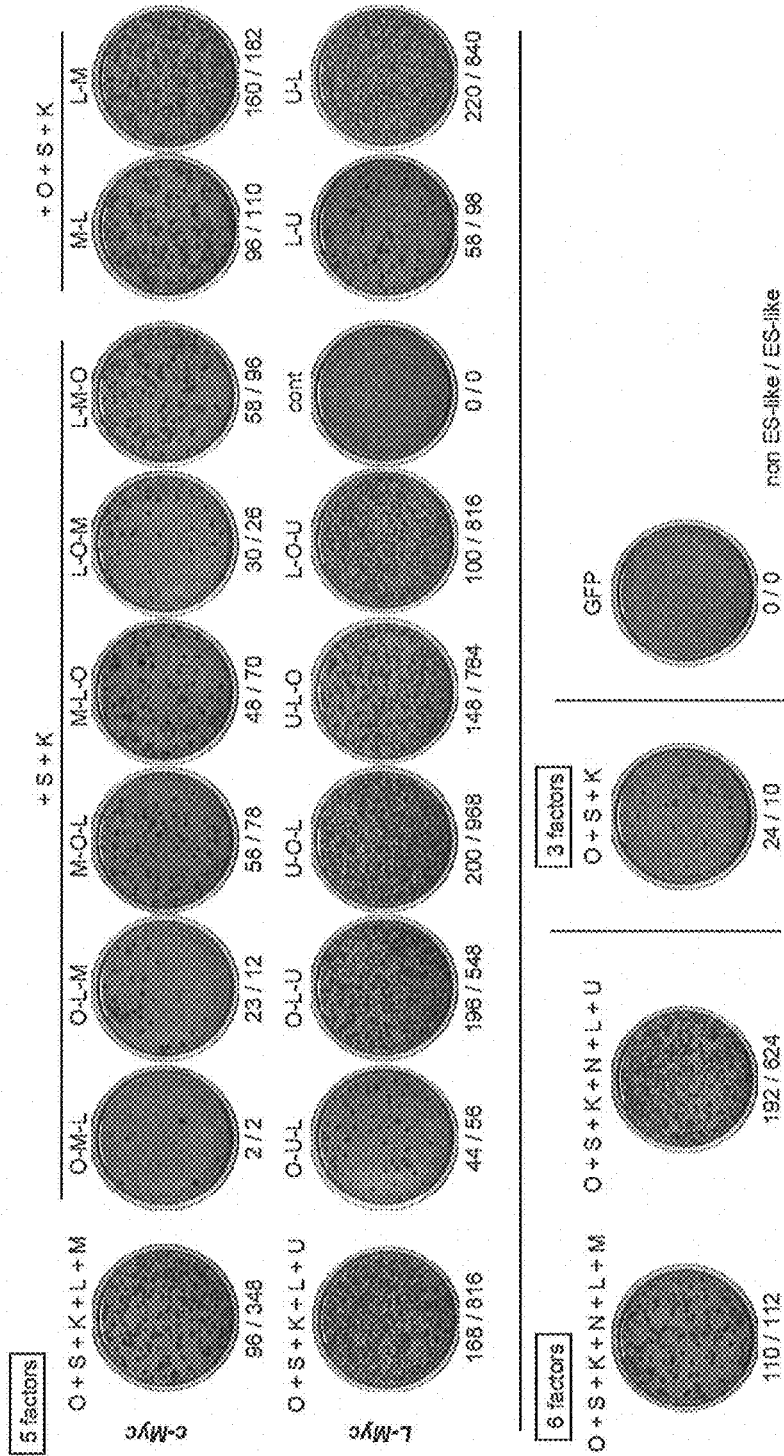 5 factors
+ S + K
+ O + S + K
O + S + K + L + M
O-M-L
O-L-M
M-O-L
M-L-O
L-O-M
L-M-O
M-L
L-M
c-Myc
96 / 348
2 / 2
23 / 12
56 / 78
48 / 70
30 / 26
58 / 96
96 / 110
160 / 182
O + S + K + L + U
O-U-L
O-L-U
U-O-L
U-L-O
L-O-U
cont
L-U
U-L
L-Myc
168 / 816
44 / 56
196 / 548
200 / 968
148 / 764
100 / 816
0 / 0
58 / 98
220 / 840
6 factors
3 factors
O + S + K + N + L + M
O + S + K + N + L + U
O + S + K
GFP
110 / 112
192 / 624
24 / 10
0 / 0
non ES-like / ES-like